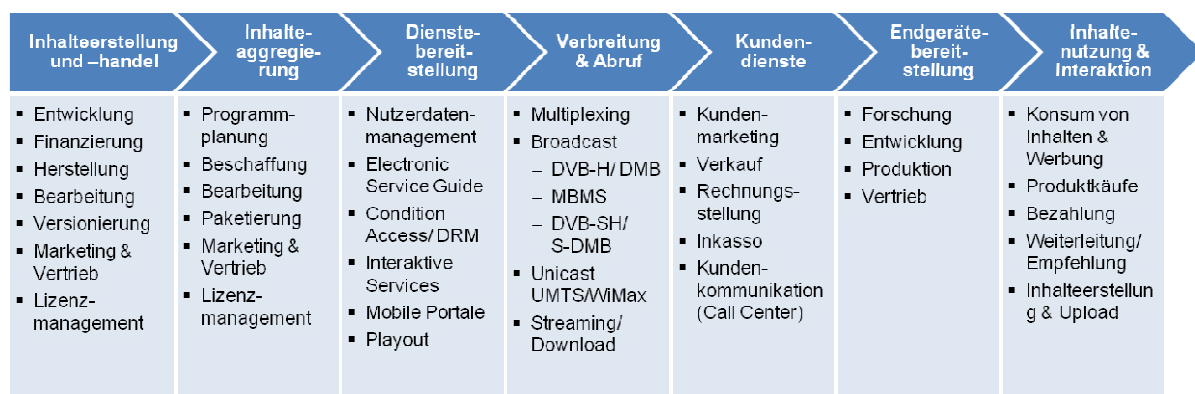 Inhalteerstellung
und –handel
Inhalte-
aggregie-
rung
Dienste-
bereit-
stellung
Verbreitung
& Abruf
Kunden-
dienste
Endgeräte-
bereit-
stellung
Inhalte-
nutzung &
Interaktion
▪ Entwicklung
▪ Finanzierung
▪ Herstellung
▪ Bearbeitung
▪ Versionierung
▪ Marketing &
Vertrieb
▪ Lizenz-
management
▪ Programm-
planung
▪ Beschaffung
▪ Bearbeitung
▪ Paketierung
▪ Marketing &
Vertrieb
▪ Lizenz-
management
▪ Nutzerdaten-
management
▪ Electronic
Service Guide
▪ Condition
Access/ DRM
▪ Interaktive
Services
▪ Mobile Portale
▪ Playout
▪ Multiplexing
▪ Broadcast
– DVB-H/ DMB
– MBMS
– DVB-SH/
S-DMB
▪ Unicast
UMTS/WiMax
▪ Streaming/
Download
▪ Kunden-
marketing
▪ Verkauf
▪ Rechnungs-
stellung
▪ Inkasso
▪ Kunden-
kommunikation
(Call Center)
▪ Forschung
▪ Entwicklung
▪ Produktion
▪ Vertrieb
▪ Konsum von
Inhalten &
Werbung
▪ Produktkäufe
▪ Bezahlung
▪ Weiterleitung/
Empfehlung
▪ Inhalteerstellun
g & Upload